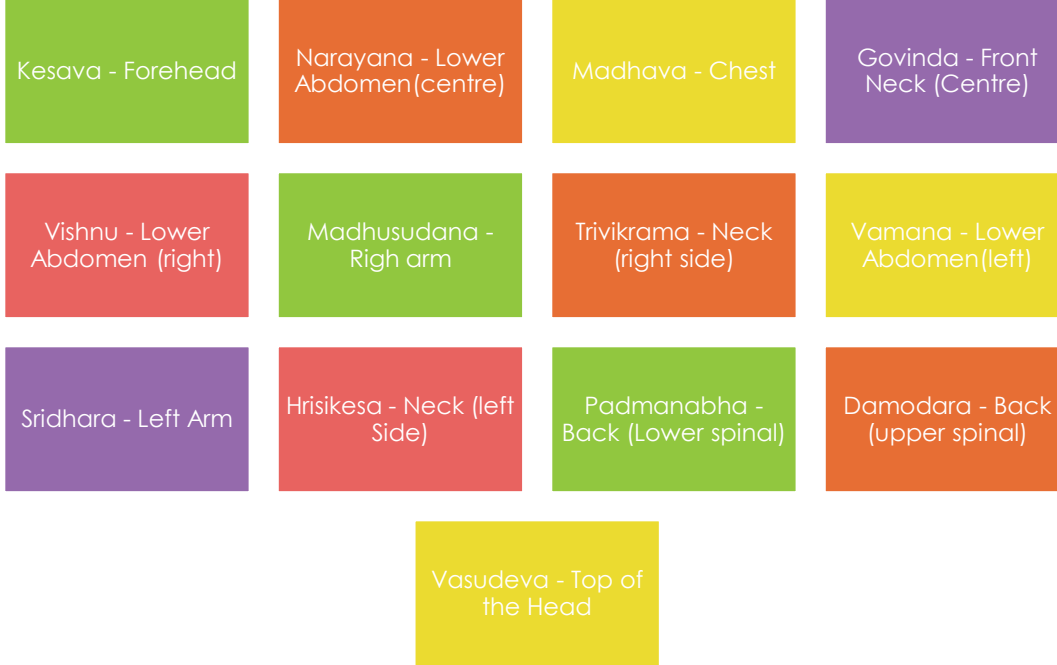 Kesava - Forehead
Narayana - Lower
Abdomen(centre)
Madhava - Chest
Govinda - Front
Neck (Centre)
Vishnu - Lower
Abdomen (right)
Madhusudana -
Righ arm
Trivikrama - Neck
(right side)
Vamana - Lower
Abdomen(left)
Sridhara - Left Arm
Hrisikesa - Neck (left
Side)
Padmanabha -
Back (Lower spinal)
Damodara - Back
(upper spinal)
Vasudeva - Top of
the Head